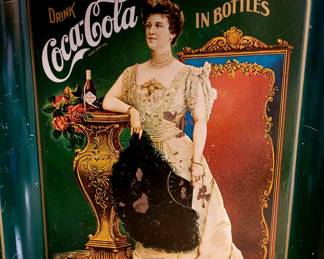 DRINK
Coca-Cola
IN BOTTLES